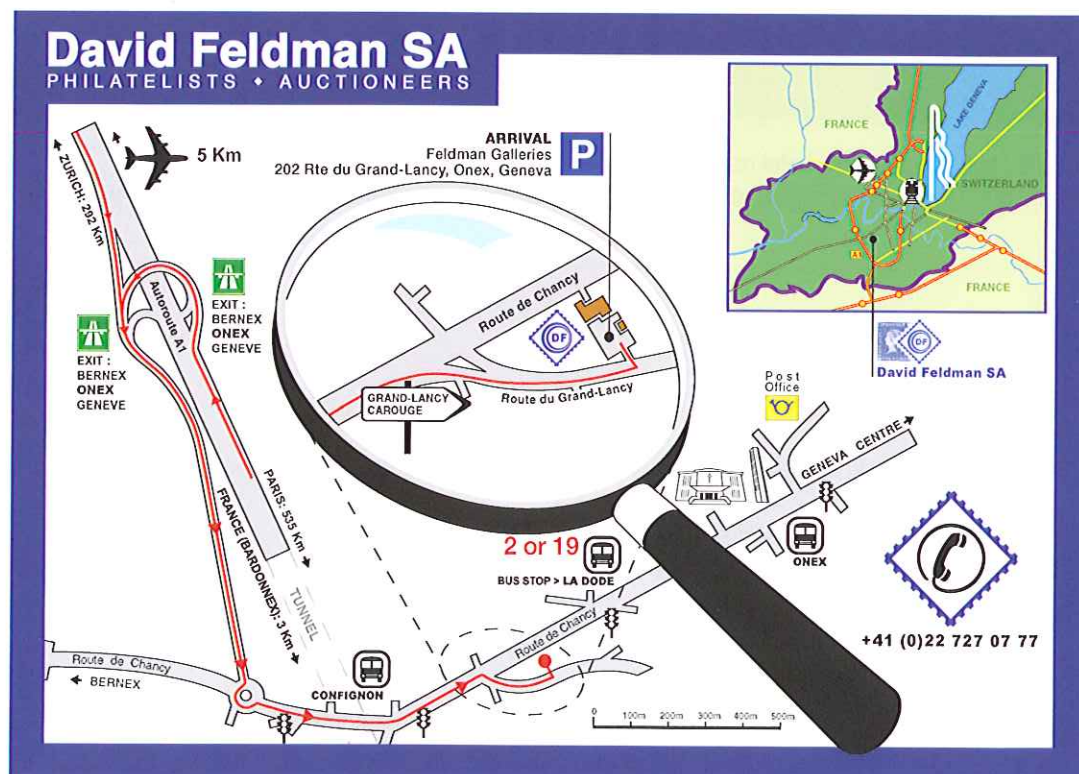 David Feldman SA
PHILATELISTS • AUCTIONEERS
5 Km
ZURICH: 292 Km
ARRIVAL
Feldman Galleries
202 Rte du Grand-Lancy, Onex, Geneva
P
FRANCE
LAKE GENEVA
SWITZERLAND
A1
FRANCE
DF
David Feldman SA
Autoroute A1
EXIT :
BERNEX
ONEX
GENEVE
EXIT :
BERNEX
ONEX
GENEVE
Route de Chancy
DF
GRAND-LANCY
CAROUGE
Route du Grand-Lancy
Post
Office
GENEVA CENTRE
PARIS: 535 Km
FRANCE (BARDONNEX): 3 Km
TUNNEL
2 or 19
BUS STOP > LA DODE
ONEX
+41 (0)22 727 07 77
Route de Chancy
BERNEX
CONFIGNON
Route de Chancy
0 100m 200m 300m 400m 500m